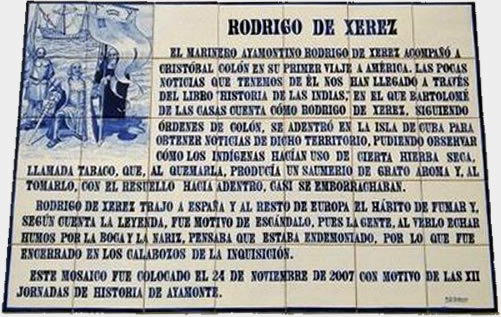 RODRIGO DE XEREZ
EL MARINERO AYAMONTINO RODRIGO DE XEREZ ACOMPAÑÓ A
CRISTÓBAL COLÓN EN SU PRIMER VIAJE A AMÉRICA. LAS POCAS
NOTICIAS QUE TENEMOS DE ÉL NOS HAN LLEGADO A TRAVÉS
DEL LIBRO "HISTORIA DE LAS INDIAS", EN EL QUE BARTOLOMÉ
DE LAS CASAS CUENTA CÓMO RODRIGO DE XEREZ, SIGUIENDO
ÓRDENES DE COLÓN, SE ADENTRÓ EN LA ISLA DE CUBA PARA
OBTENER NOTICIAS DE DICHO TERRITORIO, PUDIENDO OBSERVAR
CÓMO LOS INDÍGENAS HACÍAN USO DE CIERTA HIERBA SECA,
LLAMADA TABACO, QUE, AL QUEMARLA, PRODUCÍA UN SAUMERIO DE GRATO AROMA Y, AL
TOMARLO, CON EL RESUELLO HACIA ADENTRO, CASI SE EMBORRACHABAN.
RODRIGO DE XEREZ TRAJO A ESPAÑA Y AL RESTO DE EUROPA EL HÁBITO DE FUMAR Y,
SEGÚN CUENTA LA LEYENDA, FUE MOTIVO DE ESCÁNDALO, PUES LA GENTE, AL VERLO ECHAR
HUMOS POR LA BOCA Y LA NARIZ, PENSABA QUE ESTABA ENDEMONIADO, POR LO QUE FUE
ENCERRADO EN LOS CALABOZOS DE LA INQUISICIÓN.
ESTE MOSAICO FUE COLOCADO EL 24 DE NOVIEMBRE DE 2007 CON MOTIVO DE LAS XII
JORNADAS DE HISTORIA DE AYAMONTE.